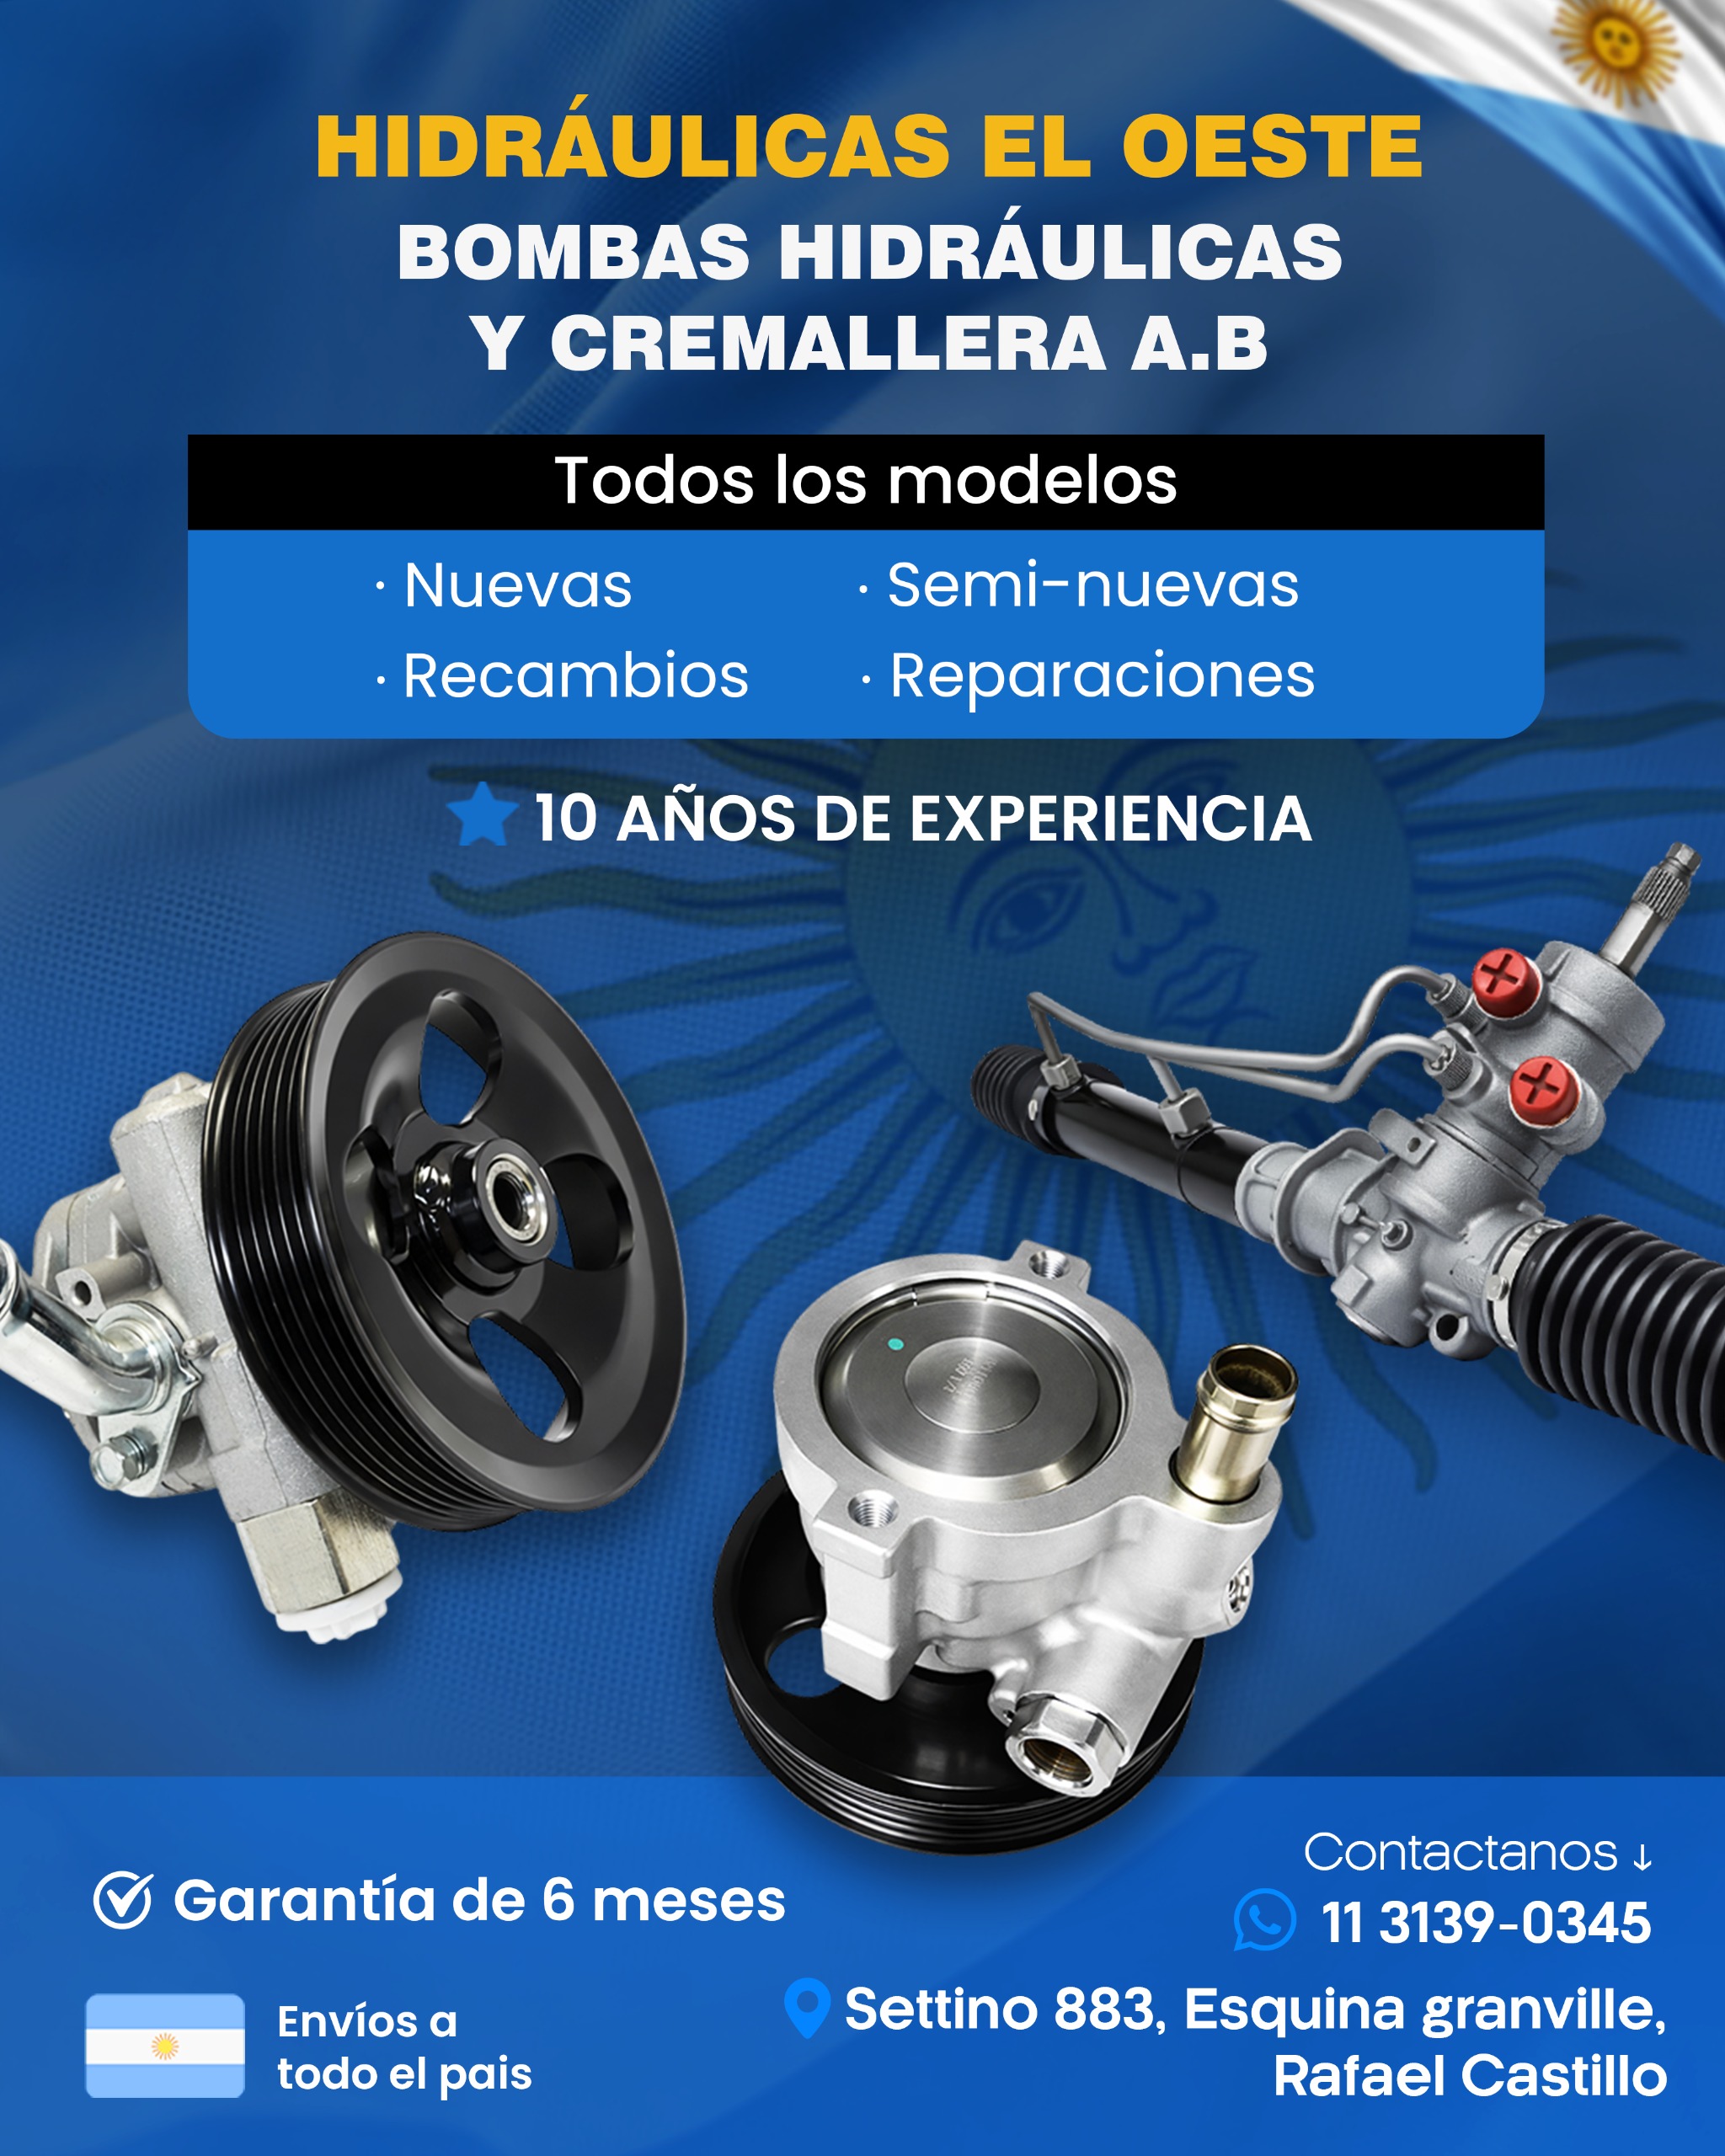 HIDRÁULICAS EL OESTE
BOMBAS HIDRÁULICAS
Y CREMALLERA A.B
Todos los modelos
· Nuevas
· Semi-nuevas
· Recambios
· Reparaciones
10 AÑOS DE EXPERIENCIA
Garantía de 6 meses
Envíos a
todo el pais
Contactanos ↓
11 3139-0345
Settino 883, Esquina granville,
Rafael Castillo